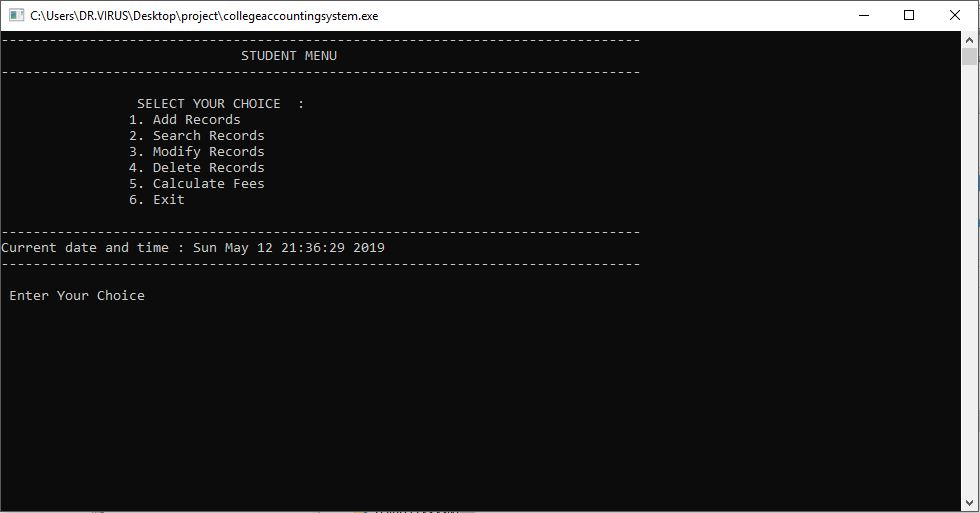 C:\Users\DR.VIRUS\Desktop\project\collegeaccountingsystem.exe
--------------------------------------------------------------------------------
STUDENT MENU
--------------------------------------------------------------------------------
SELECT YOUR CHOICE  :
1. Add Records
2. Search Records
3. Modify Records
4. Delete Records
5. Calculate Fees
6. Exit
--------------------------------------------------------------------------------
Current date and time : Sun May 12 21:36:29 2019
--------------------------------------------------------------------------------
Enter Your Choice